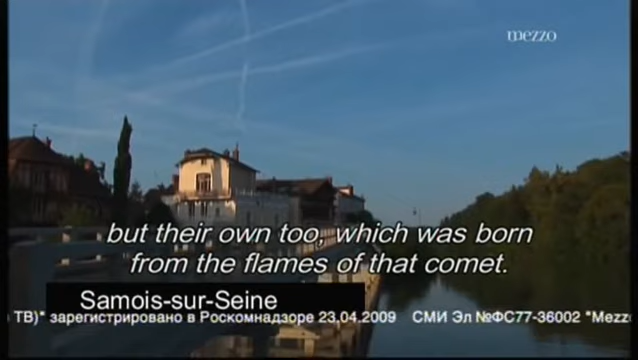 mezzo
but their own too, which was born
from the flames of that comet.
Samois-sur-Seine
ТВ)" зарегистрировано в Роскомнадзоре 23.04.2009 СМИ Эл №ФС77-36002 "Mezzo